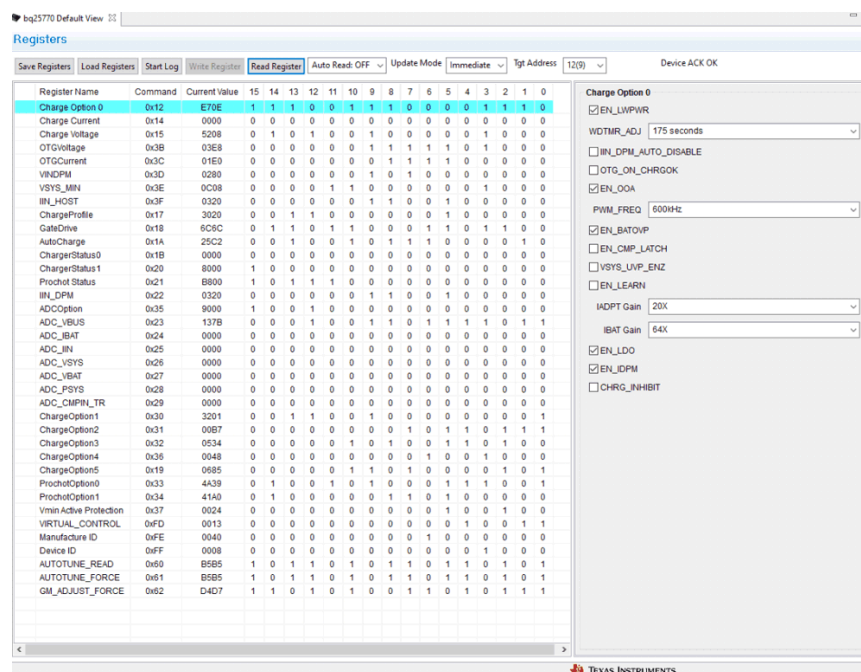 bq25770 Default View
Registers
Save Registers Load Registers Start Log Write Register Read Register Auto Read: OFF Update Mode Immediate Tgt Address 12(9) Device ACK OK
Register Name Command Current Value 15 14 13 12 11 10 9 8 7 6 5 4 3 2 1 0
Charge Option 0 0x12 E70E 1 1 1 0 0 1 1 1 0 0 0 0 1 1 1 0
Charge Current 0x14 0000 0 0 0 0 0 0 0 0 0 0 0 0 0 0 0 0
Charge Voltage 0x15 5208 0 1 0 1 0 0 1 0 0 0 0 0 1 0 0 0
OTGVoltage 0x3B 03E8 0 0 0 0 0 0 1 1 1 1 1 0 1 0 0 0
OTGCurrent 0x3C 01E0 0 0 0 0 0 0 0 1 1 1 1 0 0 0 0 0
VINDPM 0x3D 0280 0 0 0 0 0 0 1 0 1 0 0 0 0 0 0 0
VSYS_MIN 0x3E 0C08 0 0 0 0 1 1 0 0 0 0 0 0 1 0 0 0
IIN_HOST 0x3F 0320 0 0 0 0 0 0 1 1 0 0 1 0 0 0 0 0
ChargeProfile 0x17 3020 0 0 1 1 0 0 0 0 0 0 1 0 0 0 0 0
GateDrive 0x18 6C6C 0 1 1 0 1 1 0 0 0 1 1 0 1 1 0 0
AutoCharge 0x1A 25C2 0 0 1 0 0 1 0 1 1 1 0 0 0 0 1 0
ChargerStatus0 0x1B 0000 0 0 0 0 0 0 0 0 0 0 0 0 0 0 0 0
ChargerStatus1 0x20 8000 1 0 0 0 0 0 0 0 0 0 0 0 0 0 0 0
Prochot Status 0x21 B800 1 0 1 1 1 0 0 0 0 0 0 0 0 0 0 0
IIN_DPM 0x22 0320 0 0 0 0 0 0 1 1 0 0 1 0 0 0 0 0
ADCOption 0x35 9000 1 0 0 1 0 0 0 0 0 0 0 0 0 0 0 0
ADC_VBUS 0x23 137B 0 0 0 1 0 0 1 1 0 1 1 1 1 0 1 1
ADC_IBAT 0x24 0000 0 0 0 0 0 0 0 0 0 0 0 0 0 0 0 0
ADC_IIN 0x25 0000 0 0 0 0 0 0 0 0 0 0 0 0 0 0 0 0
ADC_VSYS 0x26 0000 0 0 0 0 0 0 0 0 0 0 0 0 0 0 0 0
ADC_VBAT 0x27 0000 0 0 0 0 0 0 0 0 0 0 0 0 0 0 0 0
ADC_PSYS 0x28 0000 0 0 0 0 0 0 0 0 0 0 0 0 0 0 0 0
ADC_CMPIN_TR 0x29 0000 0 0 0 0 0 0 0 0 0 0 0 0 0 0 0 0
ChargeOption1 0x30 3201 0 0 1 1 0 0 1 0 0 0 0 0 0 0 0 1
ChargeOption2 0x31 00B7 0 0 0 0 0 0 0 0 1 0 1 1 0 1 1 1
ChargeOption3 0x32 0534 0 0 0 0 0 1 0 1 0 0 1 1 0 1 0 0
ChargeOption4 0x36 0048 0 0 0 0 0 0 0 0 0 1 0 0 1 0 0 0
ChargeOption5 0x19 0685 0 0 0 0 0 1 1 0 1 0 0 0 0 1 0 1
ProchotOption0 0x33 4A39 0 1 0 0 1 0 1 0 0 0 1 1 1 0 0 1
ProchotOption1 0x34 41A0 0 1 0 0 0 0 0 1 1 0 1 0 0 0 0 0
Vmin Active Protection 0x37 0024 0 0 0 0 0 0 0 0 0 0 1 0 0 1 0 0
VIRTUAL_CONTROL 0xFD 0013 0 0 0 0 0 0 0 0 0 0 0 1 0 0 1 1
Manufacture ID 0xFE 0040 0 0 0 0 0 0 0 0 0 1 0 0 0 0 0 0
Device ID 0xFF 0008 0 0 0 0 0 0 0 0 0 0 0 0 1 0 0 0
AUTOTUNE_READ 0x60 B5B5 1 0 1 1 0 1 0 1 1 0 1 1 0 1 0 1
AUTOTUNE_FORCE 0x61 B5B5 1 0 1 1 0 1 0 1 1 0 1 1 0 1 0 1
GM_ADJUST_FORCE 0x62 D4D7 1 1 0 1 0 1 0 0 1 1 0 1 0 1 1 1
Charge Option 0
EN_LWPWR
WDTMR_ADJ 175 seconds
IIN_DPM_AUTO_DISABLE
OTG_ON_CHRGOK
EN_OOA
PWM_FREQ 600kHz
EN_BATOVP
EN_CMP_LATCH
VSYS_UVP_ENZ
EN_LEARN
IADPT Gain 20X
IBAT Gain 64X
EN_LDO
EN_IDPM
CHRG_INHIBIT
TEXAS INSTRUMENTS